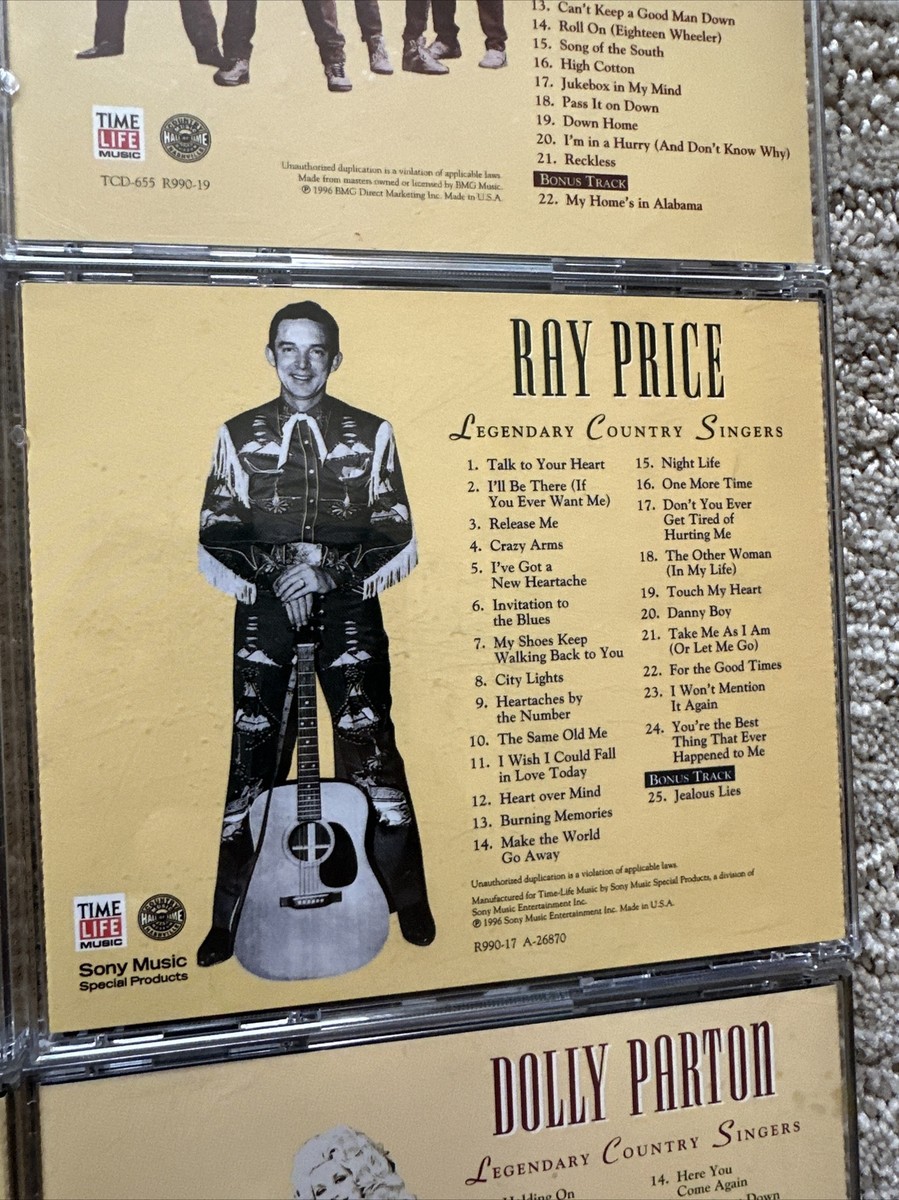 13. Can't Keep a Good Man Down
14. Roll On (Eighteen Wheeler)
15. Song of the South
16. High Cotton
17. Jukebox in My Mind
18. Pass It on Down
19. Down Home
20. I'm in a Hurry (And Don't Know Why)
21. Reckless
BONUS TRACK
22. My Home's in Alabama
TIME
LIFE
MUSIC
COUNTRY
HALL OF FAME
NASHVILLE
TCD-655 R990-19
Unauthorized duplication is a violation of applicable laws.
Made from masters owned or licensed by BMG Music.
℗ 1996 BMG Direct Marketing Inc. Made in U.S.A.
RAY PRICE
LEGENDARY COUNTRY SINGERS
1. Talk to Your Heart
2. I'll Be There (If
You Ever Want Me)
3. Release Me
4. Crazy Arms
5. I've Got a
New Heartache
6. Invitation to
the Blues
7. My Shoes Keep
Walking Back to You
8. City Lights
9. Heartaches by
the Number
10. The Same Old Me
11. I Wish I Could Fall
in Love Today
12. Heart over Mind
13. Burning Memories
14. Make the World
Go Away
15. Night Life
16. One More Time
17. Don't You Ever
Get Tired of
Hurting Me
18. The Other Woman
(In My Life)
19. Touch My Heart
20. Danny Boy
21. Take Me As I Am
(Or Let Me Go)
22. For the Good Times
23. I Won't Mention
It Again
24. You're the Best
Thing That Ever
Happened to Me
BONUS TRACK
25. Jealous Lies
Unauthorized duplication is a violation of applicable laws.
Manufactured for Time-Life Music by Sony Music Special Products, a division of
Sony Music Entertainment Inc.
℗ 1996 Sony Music Entertainment Inc. Made in U.S.A.
R990-17 A-26870
TIME
LIFE
MUSIC
COUNTRY
HALL OF FAME
NASHVILLE
Sony Music
Special Products
DOLLY PARTON
LEGENDARY COUNTRY SINGERS
Holding On
14. Here You
Come Again
Down